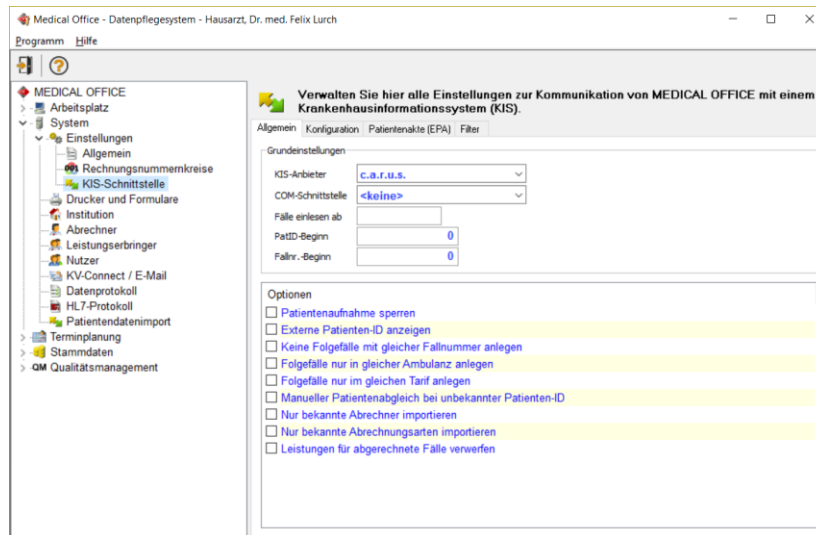 Medical Office - Datenpflegesystem - Hausarzt, Dr. med. Felix Lurch
Programm Hilfe
MEDICAL OFFICE
Arbeitsplatz
System
Einstellungen
Allgemein
Rechnungsnummernkreise
KIS-Schnittstelle
Drucker und Formulare
Institution
Abrechner
Leistungserbringer
Nutzer
KV-Connect / E-Mail
Datenprotokoll
HL7-Protokoll
Patientendatenimport
Terminplanung
Stammdaten
QM Qualitätsmanagement
Verwalten Sie hier alle Einstellungen zur Kommunikation von MEDICAL OFFICE mit einem
Krankenhausinformationssystem (KIS).
Allgemein Konfiguration Patientenakte (EPA) Filter
Grundeinstellungen
KIS-Anbieter c.a.r.u.s.
COM-Schnittstelle <keine>
Fälle einlesen ab
PatID-Beginn 0
Fallnr.-Beginn 0
Optionen
Patientenaufnahme sperren
Externe Patienten-ID anzeigen
Keine Folgefälle mit gleicher Fallnummer anlegen
Folgefälle nur in gleicher Ambulanz anlegen
Folgefälle nur im gleichen Tarif anlegen
Manueller Patientenabgleich bei unbekannter Patienten-ID
Nur bekannte Abrechner importieren
Nur bekannte Abrechnungsarten importieren
Leistungen für abgerechnete Fälle verwerfen